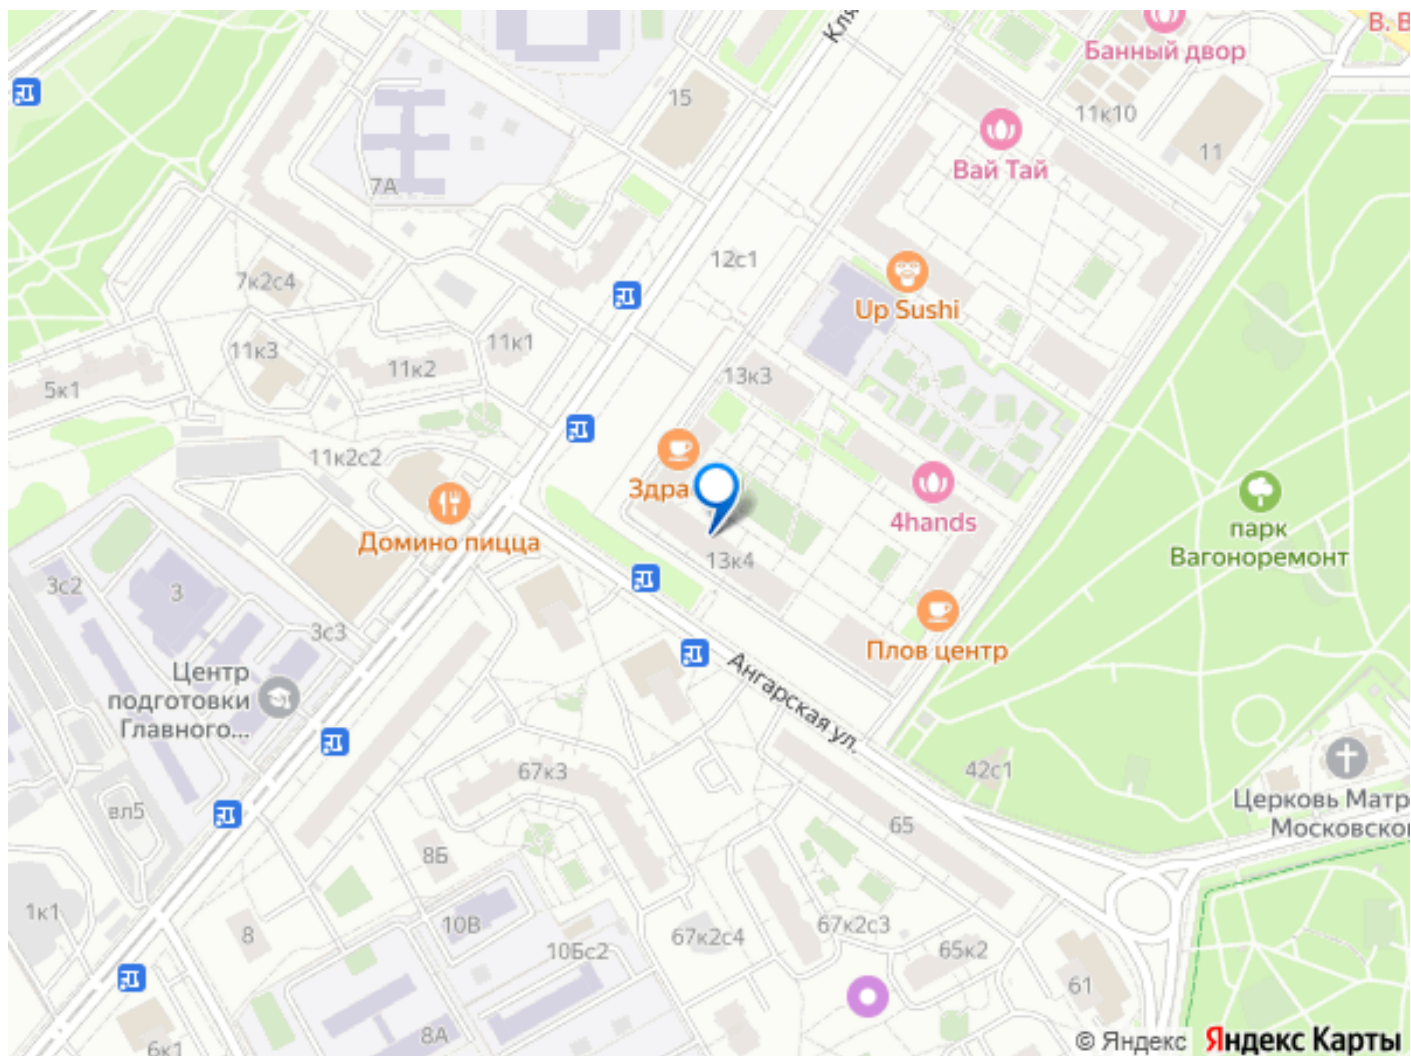 Кля
В. В
Банный двор
15
11к10
11
Вай Тай
7А
12с1
7к2с4
Up Sushi
11к3
11к1
11к2
5к1
13к3
11к2с2
Здра
4hands
парк
Вагоноремонт
Домино пицца
13к4
3с2
3
3с3
Плов центр
Центр
подготовки
Главного...
Ангарская ул.
67к3
42с1
Церковь Матр
Московско
вл5
65
8Б
1к1
8
10В
10Бс2
67к2с4
67к2с3
65к2
61
8А
6к1
© Яндекс
Яндекс Карты